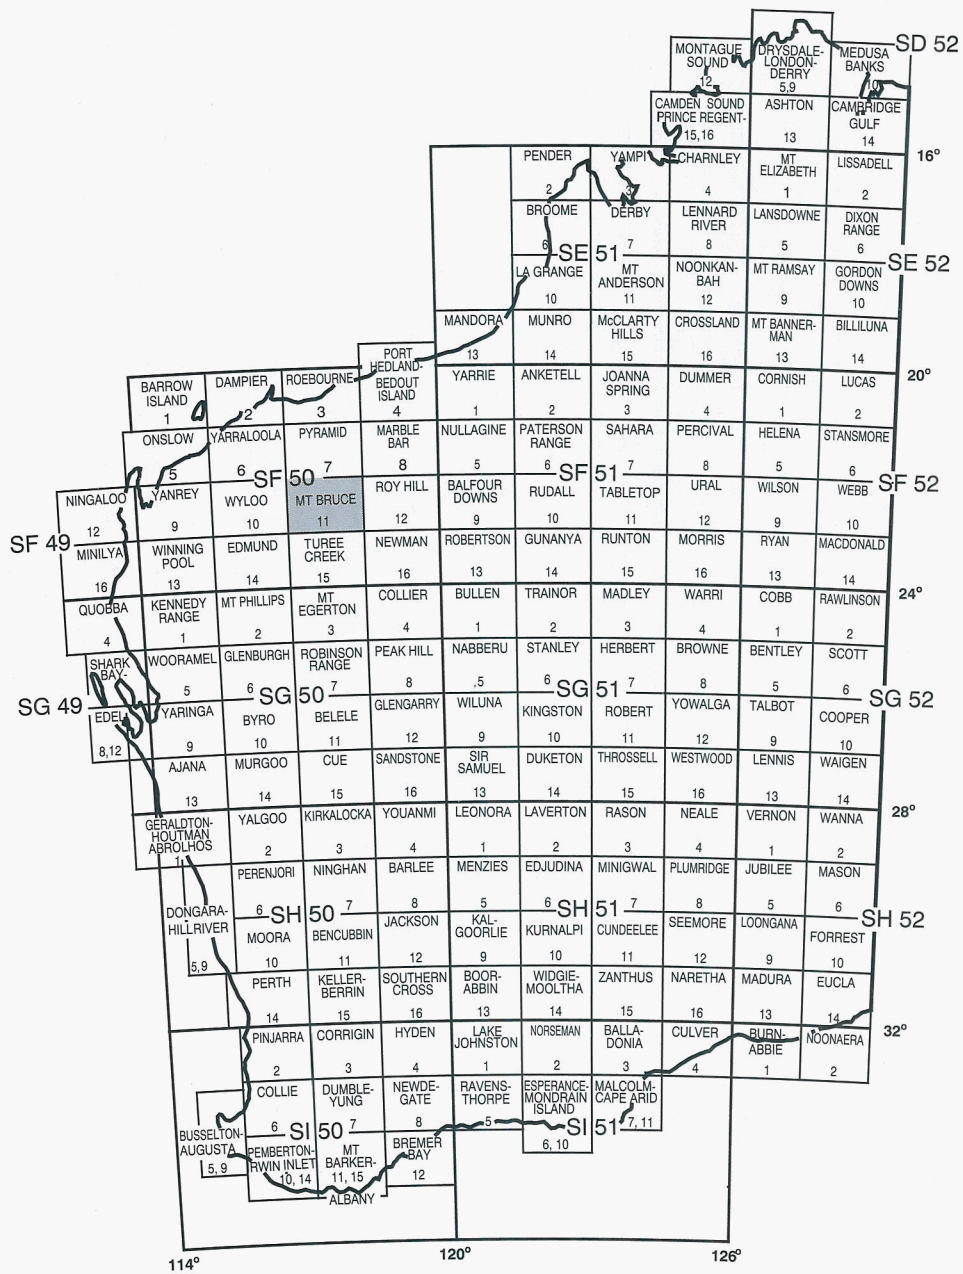 SD 52
MONTAGUE
SOUND
12
DRYSDALE-
LONDON-
DERRY
5,9
MEDUSA
BANKS
10
CAMDEN SOUND
PRINCE REGENT-
15,16
ASHTON
13
CAMBRIDGE
GULF
14
16°
PENDER
2
YAMPI
3
CHARNLEY
4
MT
ELIZABETH
1
LISSADELL
2
BROOME
6
DERBY
7
LENNARD
RIVER
8
LANSDOWNE
5
DIXON
RANGE
6
SE 51
SE 52
LA GRANGE
10
MT
ANDERSON
11
NOONKAN-
BAH
12
MT RAMSAY
9
GORDON
DOWNS
10
MANDORA
13
MUNRO
14
McCLARTY
HILLS
15
CROSSLAND
16
MT BANNER-
MAN
13
BILLILUNA
14
20°
BARROW
ISLAND
1
DAMPIER
2
ROEBOURNE
3
PORT
HEDLAND-
BEDOUT
ISLAND
4
YARRIE
1
ANKETELL
2
JOANNA
SPRING
3
DUMMER
4
CORNISH
1
LUCAS
2
ONSLOW
5
YARRALOOLA
6
PYRAMID
7
MARBLE
BAR
8
NULLAGINE
5
PATERSON
RANGE
6
SAHARA
7
PERCIVAL
8
HELENA
5
STANSMORE
6
SF 50
SF 51
SF 52
NINGALOO
12
YANREY
9
WYLOO
10
MT BRUCE
11
ROY HILL
12
BALFOUR
DOWNS
9
RUDALL
10
TABLETOP
11
URAL
12
WILSON
9
WEBB
10
SF 49
MINILYA
16
WINNING
POOL
13
EDMUND
14
TUREE
CREEK
15
NEWMAN
16
ROBERTSON
13
GUNANYA
14
RUNTON
15
MORRIS
16
RYAN
13
MACDONALD
14
24°
QUOBBA
4
KENNEDY
RANGE
1
MT PHILLIPS
2
MT
EGERTON
3
COLLIER
4
BULLEN
1
TRAINOR
2
MADLEY
3
WARRI
4
COBB
1
RAWLINSON
2
SHARK
BAY-
WOORAMEL
5
GLENBURGH
6
ROBINSON
RANGE
7
PEAK HILL
8
NABBERU
,5
STANLEY
6
HERBERT
7
BROWNE
8
BENTLEY
5
SCOTT
6
SG 49
SG 50
SG 51
SG 52
EDEL
8,12
YARINGA
9
BYRO
10
BELELE
11
GLENGARRY
12
WILUNA
9
KINGSTON
10
ROBERT
11
YOWALGA
12
TALBOT
9
COOPER
10
AJANA
13
MURGOO
14
CUE
15
SANDSTONE
16
SIR
SAMUEL
13
DUKETON
14
THROSSELL
15
WESTWOOD
16
LENNIS
13
WAIGEN
14
28°
GERALDTON-
HOUTMAN
ABROLHOS
1
YALGOO
2
KIRKALOCKA
3
YOUANMI
4
LEONORA
1
LAVERTON
2
RASON
3
NEALE
4
VERNON
1
WANNA
2
PERENJORI
6
NINGHAN
7
BARLEE
8
MENZIES
5
EDJUDINA
6
MINIGWAL
7
PLUMRIDGE
8
JUBILEE
5
MASON
6
SH 50
SH 51
SH 52
DONGARA-
HILLRIVER
5,9
MOORA
10
BENCUBBIN
11
JACKSON
12
KAL-
GOORLIE
9
KURNALPI
10
CUNDEELEE
11
SEEMORE
12
LOONGANA
9
FORREST
10
PERTH
14
KELLER-
BERRIN
15
SOUTHERN
CROSS
16
BOOR-
ABBIN
13
WIDGIE-
MOOLTHA
14
ZANTHUS
15
NARETHA
16
MADURA
13
EUCLA
14
32°
PINJARRA
2
CORRIGIN
3
HYDEN
4
LAKE
JOHNSTON
1
NORSEMAN
2
BALLA-
DONIA
3
CULVER
4
BURN-
ABBIE
1
NOONAERA
2
COLLIE
6
DUMBLE-
YUNG
7
NEWDE-
GATE
8
RAVENS-
THORPE
5
ESPERANCE-
MONDRAIN
ISLAND
6, 10
MALCOLM-
CAPE ARID
7, 11
SI 50
SI 51
BUSSELTON-
AUGUSTA
5, 9
PEMBERTON-
RWIN INLET
10, 14
MT
BARKER-
11, 15
ALBANY
BREMER
BAY
12
114°
120°
126°